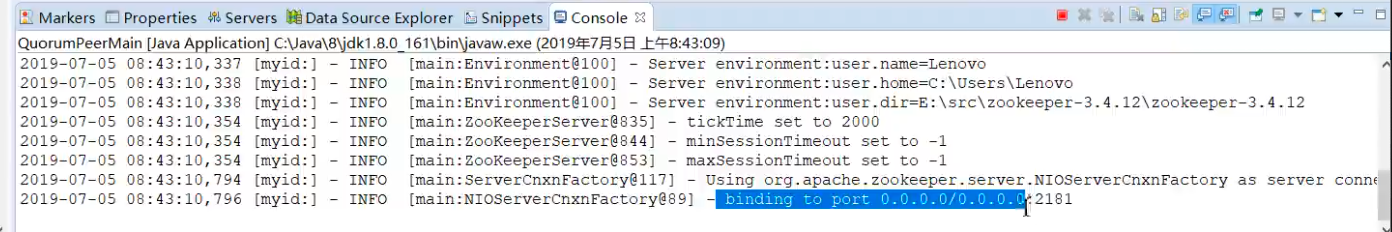 Markers Properties Servers Data Source Explorer Snippets Console
QuorumPeerMain [Java Application] C:\Java\8\jdk1.8.0_161\bin\javaw.exe (2019年7月5日 上午8:43:09)
2019-07-05 08:43:10,337 [myid:] - INFO  [main:Environment@100] - Server environment:user.name=Lenovo
2019-07-05 08:43:10,338 [myid:] - INFO  [main:Environment@100] - Server environment:user.home=C:\Users\Lenovo
2019-07-05 08:43:10,338 [myid:] - INFO  [main:Environment@100] - Server environment:user.dir=E:\src\zookeeper-3.4.12\zookeeper-3.4.12
2019-07-05 08:43:10,354 [myid:] - INFO  [main:ZooKeeperServer@835] - tickTime set to 2000
2019-07-05 08:43:10,354 [myid:] - INFO  [main:ZooKeeperServer@844] - minSessionTimeout set to -1
2019-07-05 08:43:10,354 [myid:] - INFO  [main:ZooKeeperServer@853] - maxSessionTimeout set to -1
2019-07-05 08:43:10,794 [myid:] - INFO  [main:ServerCnxnFactory@117] - Using org.apache.zookeeper.server.NIOServerCnxnFactory as server conne
2019-07-05 08:43:10,796 [myid:] - INFO  [main:NIOServerCnxnFactory@89] - binding to port 0.0.0.0/0.0.0.0:2181